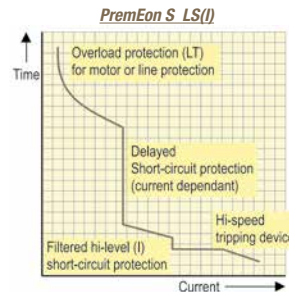 PremEon S LS(I)
Time
Overload protection (LT)
for motor or line protection
Delayed
Short-circuit protection
(current dependant)
Hi-speed
tripping device
Filtered hi-level (I)
short-circuit protection
Current